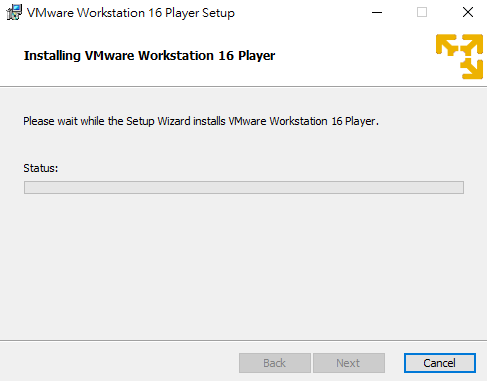 VMware Workstation 16 Player Setup
Installing VMware Workstation 16 Player
Please wait while the Setup Wizard installs VMware Workstation 16 Player.
Status:
Back
Next
Cancel